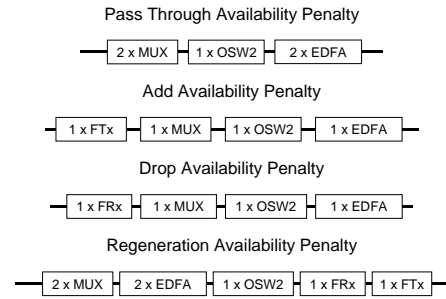 Pass Through Availability Penalty
2 x MUX 1 x OSW2 2 x EDFA
Add Availability Penalty
1 x FTx 1 x MUX 1 x OSW2 1 x EDFA
Drop Availability Penalty
1 x FRx 1 x MUX 1 x OSW2 1 x EDFA
Regeneration Availability Penalty
2 x MUX 2 x EDFA 1 x OSW2 1 x FRx 1 x FTx